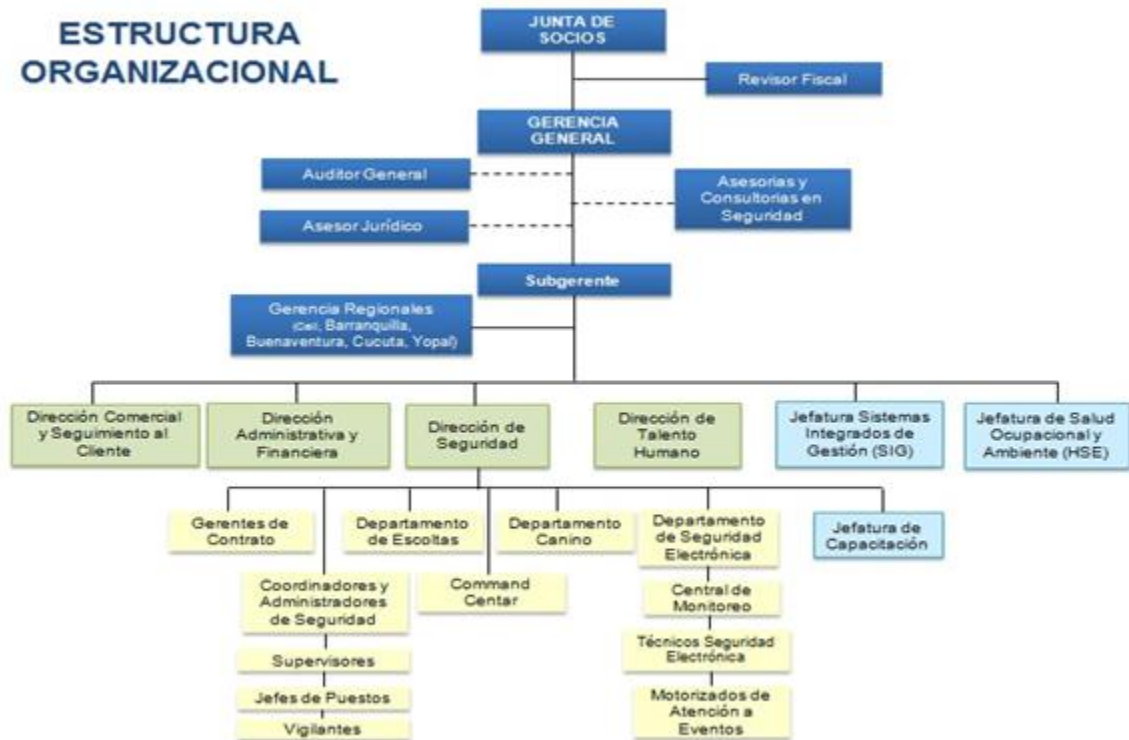 ESTRUCTURA
ORGANIZACIONAL
JUNTA DE
SOCIOS
Revisor Fiscal
GERENCIA
GENERAL
Auditor General
Asesorias y
Consultorias en
Seguridad
Asesor Jurídico
Subgerente
Gerencia Regionales
(Cali, Barranquilla,
Buenaventura, Cucuta, Yopal)
Dirección Comercial
y Seguimiento al
Cliente
Dirección
Administrativa y
Financiera
Dirección de
Seguridad
Dirección de
Talento
Humano
Jefatura Sistemas
Integrados de
Gestión (SIG)
Jefatura de Salud
Ocupacional y
Ambiente (HSE)
Gerentes de
Contrato
Departamento
de Escoltas
Departamento
Canino
Departamento
de Seguridad
Electrónica
Jefatura de
Capacitación
Coordinadores y
Administradores
de Seguridad
Command
Centar
Central de
Monitoreo
Supervisores
Técnicos Seguridad
Electrónica
Jefes de Puestos
Motorizados de
Atención a
Eventos
Vigilantes